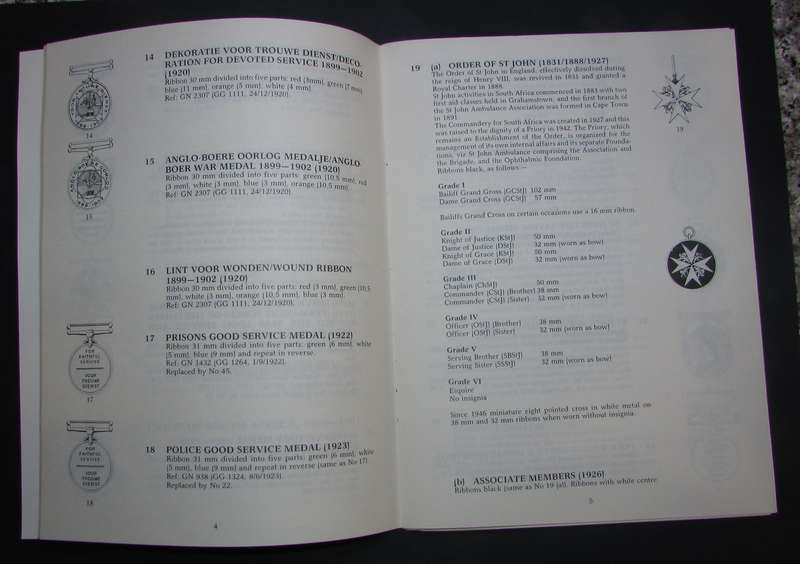 14 DEKORATIE VOOR TROUWE DIENST/DECO-
RATION FOR DEVOTED SERVICE 1899—1902
(1920)
Ribbon 30 mm divided into five parts: red (3mm), green (7 mm),
blue (11 mm), orange (5 mm), white (4 mm).
Ref: GN 2307 (GG 1111, 24/12/1920).
14
15 ANGLO-BOERE OORLOG MEDALJE/ANGLO-
BOER WAR MEDAL 1899—1902 (1920)
Ribbon 30 mm divided into five parts: green (10,5 mm), red
(3 mm), white (3 mm), blue (3 mm), orange (10,5 mm).
Ref: GN 2307 (GG 1111, 24/12/1920).
15
16 LINT VOOR WONDEN/WOUND RIBBON
1899—1902 (1920)
Ribbon 30 mm divided into five parts: red (3 mm), green (10,5
mm), white (3 mm), orange (10,5 mm), blue (3 mm).
Ref: GN 2307 (GG 1111, 24/12/1920).
17 PRISONS GOOD SERVICE MEDAL (1922)
Ribbon 31 mm divided into five parts: green (6 mm), white
(5 mm), blue (9 mm) and repeat in reverse.
Ref: GN 1432 (GG 1264, 1/9/1922).
Replaced by No 45.
FOR
FAITHFUL
SERVICE
VOOR
TROUWE
DIENST
17
18 POLICE GOOD SERVICE MEDAL (1923)
Ribbon 31 mm divided into five parts: green (6 mm), white
(5 mm), blue (9 mm) and repeat in reverse (same as No 17).
Ref: GN 938 (GG 1324, 8/6/1923).
Replaced by No 22.
FOR
FAITHFUL
SERVICE
VOOR
TROUWE
DIENST
18
4
19 (a) ORDER OF ST JOHN (1831/1888/1927)
The Order of St John in England, effectively dissolved during
the reign of Henry VIII, was revived in 1831 and granted a
Royal Charter in 1888.
St John activities in South Africa commenced in 1883 with two
first aid classes held in Grahamstown, and the first branch of
the St John Ambulance Association was formed in Cape Town
in 1891.
The Commandery for South Africa was created in 1927 and this
was raised to the dignity of a Priory in 1942. The Priory, which
remains an Establishment of the Order, is organized for the
management of its own internal affairs and its separate Founda-
tions, viz St John Ambulance comprising the Association and
the Brigade, and the Ophthalmic Foundation.
Ribbons black, as follows:—
19
Grade I
Bailiff Grand Cross (GCStJ) 102 mm
Dame Grand Cross (GCStJ) 57 mm
Bailiffs Grand Cross on certain occasions use a 16 mm ribbon.
Grade II
Knight of Justice (KStJ) 50 mm
Dame of Justice (DStJ) 32 mm (worn as bow)
Knight of Grace (KStJ) 50 mm
Dame of Grace (DStJ) 32 mm (worn as bow)
Grade III
Chaplain (ChStJ) 50 mm
Commander (CStJ) (Brother) 38 mm
Commander (CStJ) (Sister) 32 mm (worn as bow)
Grade IV
Officer (OStJ) (Brother) 38 mm
Officer (OStJ) (Sister) 32 mm (worn as bow)
Grade V
Serving Brother (SBStJ) 38 mm
Serving Sister (SSStJ) 32 mm (worn as bow)
Grade VI
Esquire
No insignia
Since 1946 miniature eight pointed cross in white metal on
38 mm and 32 mm ribbons when worn without insignia.
(b) ASSOCIATE MEMBERS (1926)
Ribbons black (same as No 19 (a)). Ribbons with white centre
5